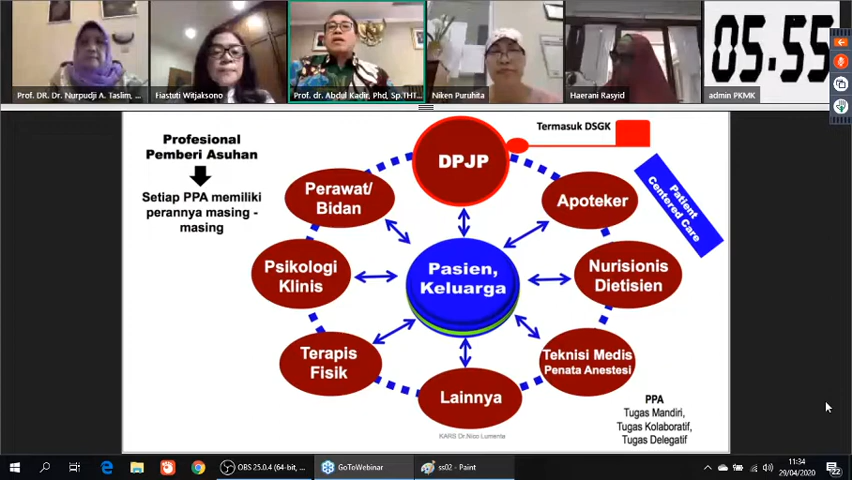 Prof. DR. Dr. Nurpudji A. Taslim, ...
Fiastuti Witjaksono
Prof. dr. Abdul Kadir, Phd, Sp.THT...
Niken Puruhita
Haerani Rasyid
05.55
admin PKMK
Profesional
Pemberi Asuhan
Setiap PPA memiliki
perannya masing -
masing
DPJP
Termasuk DSGK
Patient
Centered Care
Perawat/
Bidan
Apoteker
Psikologi
Klinis
Pasien,
Keluarga
Nurisionis
Dietisien
Terapis
Fisik
Teknisi Medis
Penata Anestesi
Lainnya
PPA
Tugas Mandiri,
Tugas Kolaboratif,
Tugas Delegatif
KARS Dr.Nico Lumenta
OBS 25.0.4 (64-bit, ...
GoToWebinar
ss02 - Paint
11:34
29/04/2020
22